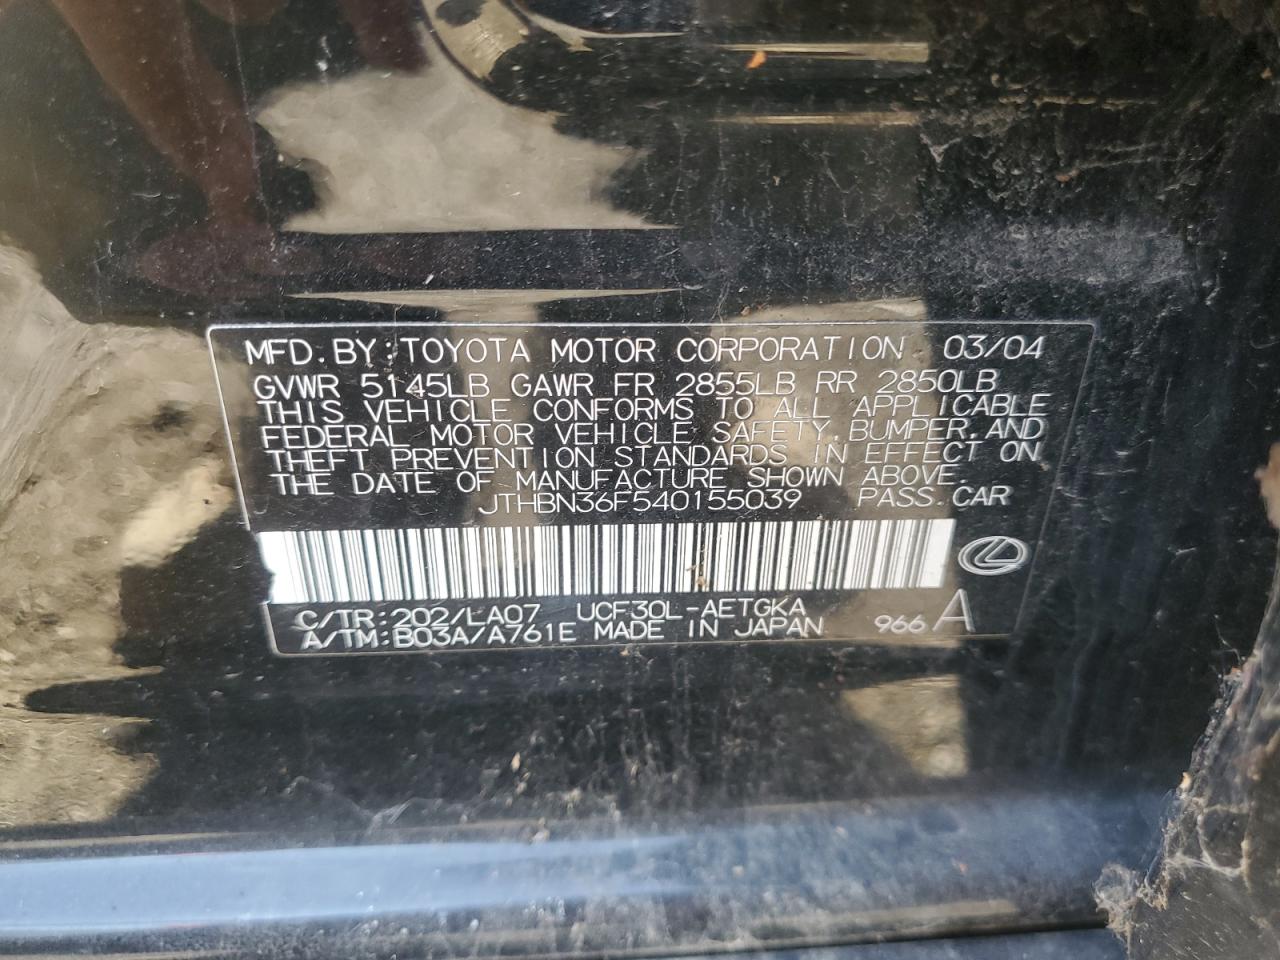 MFD. BY: TOYOTA MOTOR CORPORATION 03/04
GVWR 5145LB GAWR FR 2855LB RR 2850LB
THIS VEHICLE CONFORMS TO ALL APPLICABLE
FEDERAL MOTOR VEHICLE SAFETY, BUMPER, AND
THEFT PREVENTION STANDARDS IN EFFECT ON
THE DATE OF MANUFACTURE SHOWN ABOVE.
JTHBN36F540155039 PASS. CAR
C/TR: 202/LA07 UCF30L-AETGKA
A/TM: B03A/A761E MADE IN JAPAN 966 A